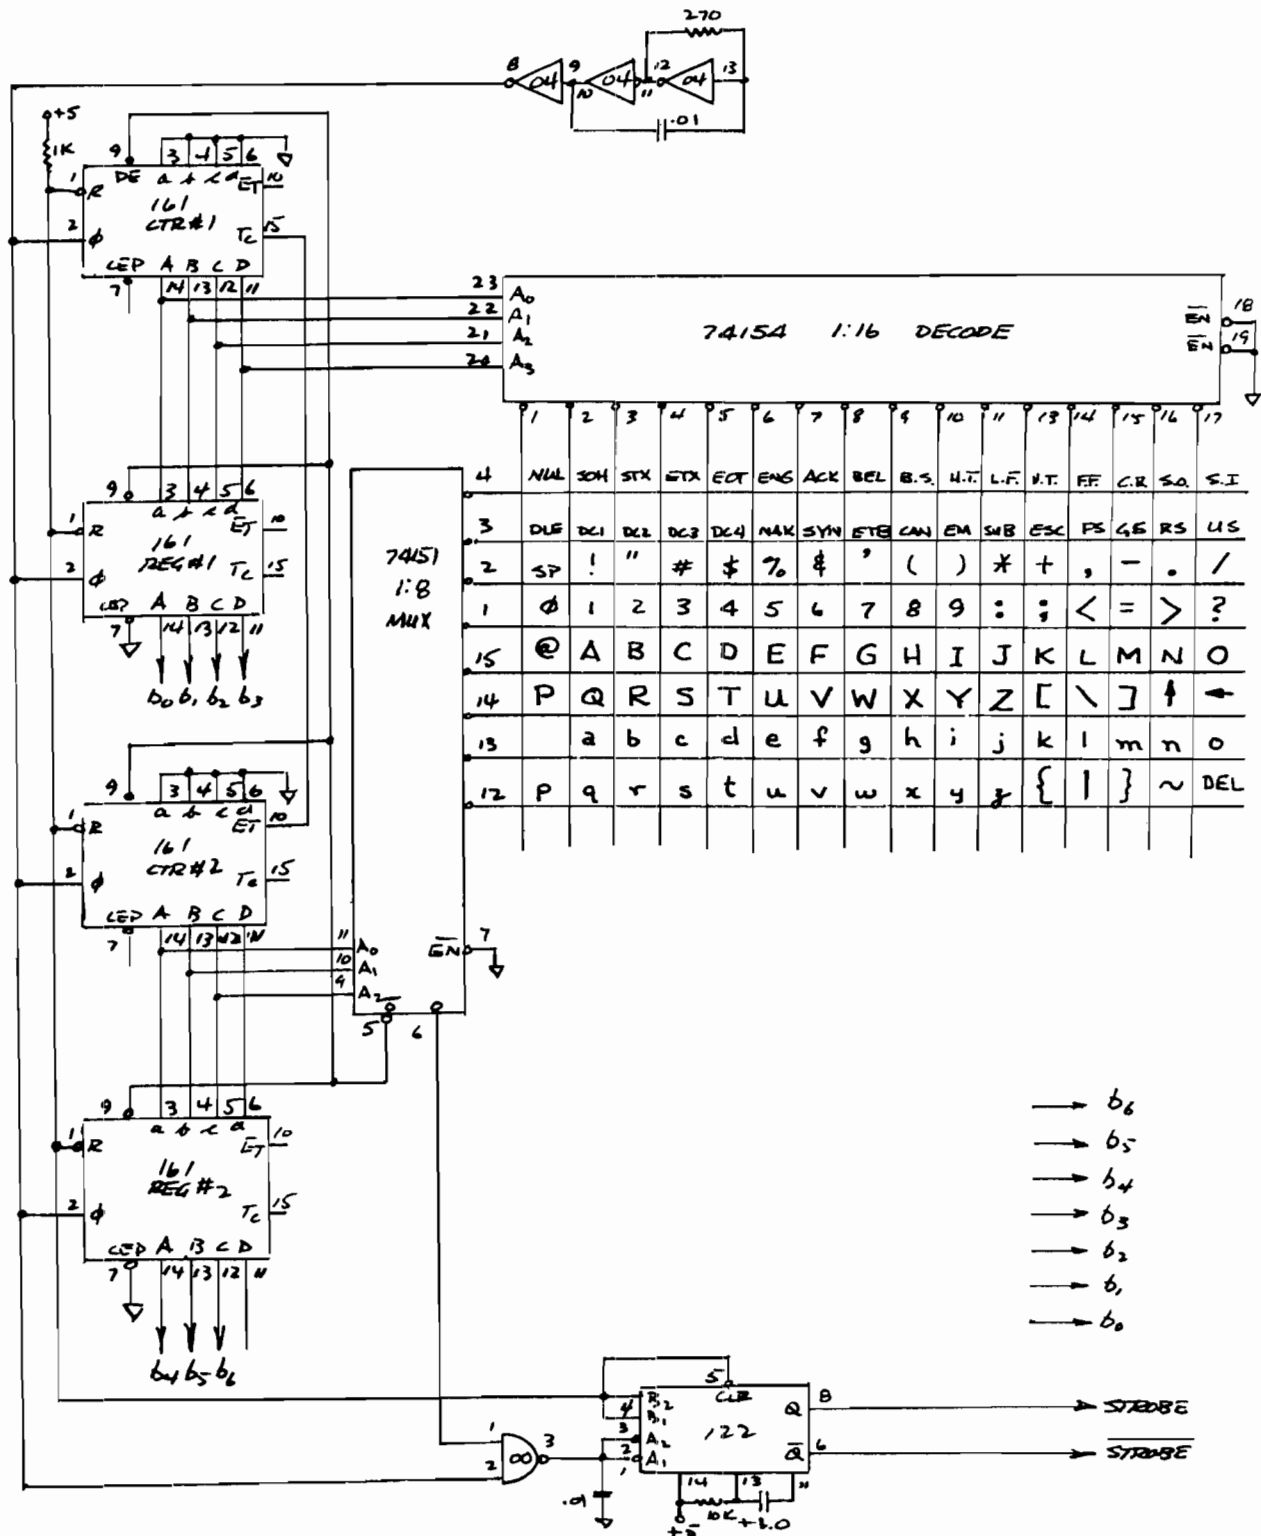 270
8 04 9 10 04 12 11 04 13
.01
+5
1K
9 3 4 5 6
DE a b c d ET 10
1 R
161
CTR#1
2 φ TC 15
CEP A B C D
7 14 13 12 11
23 A0
22 A1
21 A2
20 A3
74154 1:16 DECODE
EN 18
EN 19
1 2 3 4 5 6 7 8 9 10 11 13 14 15 16 17
9 3 4 5 6
a b c d ET 10
1 R
161
REG#1
2 φ TC 15
CEP A B C D
7 14 13 12 11
b0 b1 b2 b3
74151
1:8
MUX
4 NUL SOH STX ETX EOT ENG ACK BEL B.S. H.T. L.F. V.T. F.F. C.R S.O. S.I
3 DLE DC1 DC2 DC3 DC4 NAK SYN ETB CAN EM SUB ESC FS GS RS US
2 SP ! " # $ % & ' ( ) * + , - . /
1 φ 1 2 3 4 5 6 7 8 9 : ; < = > ?
15 @ A B C D E F G H I J K L M N O
14 P Q R S T U V W X Y Z [ \ ] ↑ ←
13 a b c d e f g h i j k l m n o
12 p q r s t u v w x y z { | } ~ DEL
9 3 4 5 6
a b c d ET 10
1 R
161
CTR#2
2 φ TC 15
CEP A B C D
7 14 13 12 11
11 A0
10 A1
9 A2
EN 7
5 6
9 3 4 5 6
a b c d ET 10
1 R
161
REG#2
2 φ TC 15
CEP A B C D
7 14 13 12 11
b4 b5 b6
b6
b5
b4
b3
b2
b1
b0
5 CLR
B2
4 B1
3 A2
2 A1
1
122
Q 8 STROBE
Q 6 STROBE
1 2 00 3
.01
14 13 11
10K
+5